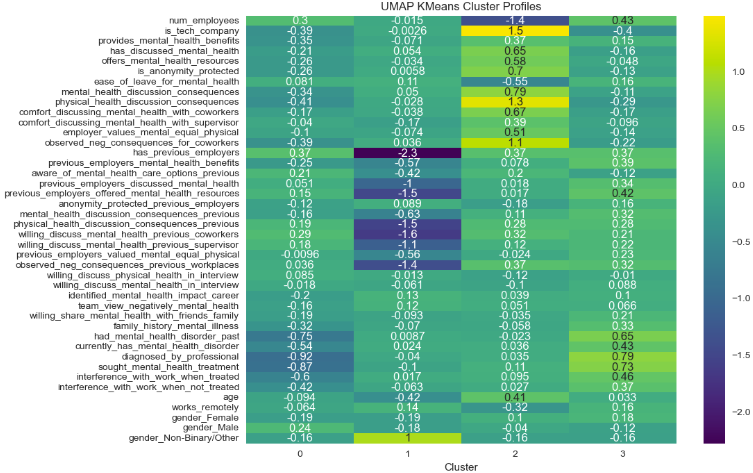 UMAP KMeans Cluster Profiles
num_employees 0.3 -0.015 -1.4 0.43
is_tech_company -0.39 -0.0026 1.5 -0.4
provides_mental_health_benefits -0.35 -0.071 0.37 0.15
has_discussed_mental_health -0.21 0.054 0.65 -0.16
offers_mental_health_resources -0.26 -0.034 0.58 -0.048
is_anonymity_protected -0.26 0.0058 0.7 -0.13
ease_of_leave_for_mental_health 0.081 0.11 -0.55 0.16
mental_health_discussion_consequences -0.34 0.05 0.79 -0.11
physical_health_discussion_consequences -0.41 -0.028 1.3 -0.29
comfort_discussing_mental_health_with_coworkers -0.17 -0.038 0.67 -0.17
comfort_discussing_mental_health_with_supervisor -0.04 -0.17 0.39 -0.096
employer_values_mental_equal_physical -0.1 -0.074 0.51 -0.14
observed_neg_consequences_for_coworkers -0.39 0.036 1.1 -0.22
has_previous_employers 0.37 -2.3 0.37 0.37
previous_employers_mental_health_benefits -0.25 -0.57 0.078 0.39
aware_of_mental_health_care_options_previous 0.21 -0.42 0.2 -0.12
previous_employers_discussed_mental_health 0.051 -1 0.018 0.34
previous_employers_offered_mental_health_resources 0.15 -1.5 0.017 0.42
anonymity_protected_previous_employers -0.12 0.089 -0.18 0.16
mental_health_discussion_consequences_previous -0.16 -0.63 0.11 0.32
physical_health_discussion_consequences_previous 0.19 -1.5 0.28 0.28
willing_discuss_mental_health_previous_coworkers 0.29 -1.6 0.32 0.21
willing_discuss_mental_health_previous_supervisor 0.18 -1.1 0.12 0.22
previous_employers_valued_mental_equal_physical -0.0096 -0.56 -0.024 0.23
observed_neg_consequences_previous_workplaces 0.036 -1.4 0.37 0.32
willing_discuss_physical_health_in_interview 0.085 -0.013 -0.12 -0.01
willing_discuss_mental_health_in_interview -0.018 -0.061 -0.1 0.088
identified_mental_health_impact_career -0.2 0.13 0.039 0.1
team_view_negatively_mental_health -0.16 0.12 0.051 0.066
willing_share_mental_health_with_friends_family -0.19 -0.093 -0.035 0.21
family_history_mental_illness -0.32 -0.07 -0.058 0.33
had_mental_health_disorder_past -0.75 0.0087 -0.023 0.65
currently_has_mental_health_disorder -0.54 0.024 0.036 0.43
diagnosed_by_professional -0.92 -0.04 0.035 0.79
sought_mental_health_treatment -0.87 -0.1 0.11 0.73
interference_with_work_when_treated -0.6 0.017 0.095 0.46
interference_with_work_when_not_treated -0.42 -0.063 0.027 0.37
age -0.094 -0.42 0.41 0.033
works_remotely -0.064 0.14 -0.32 0.16
gender_Female -0.19 -0.19 0.1 0.18
gender_Male 0.24 -0.18 -0.04 -0.12
gender_Non-Binary/Other -0.16 1 -0.16 -0.16
0 1 2 3
Cluster
1.0
0.5
0.0
−0.5
−1.0
−1.5
−2.0